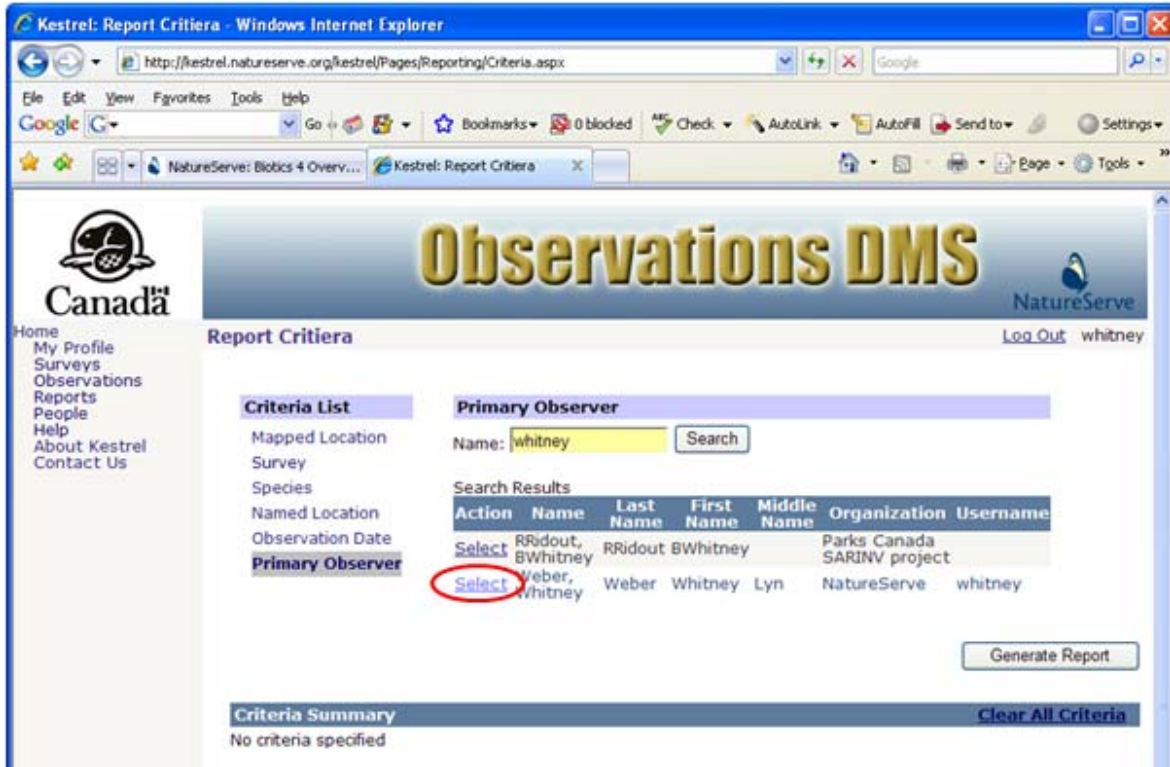 Kestrel: Report Critiera - Windows Internet Explorer
http://kestrel.natureserve.org/kestrel/Pages/Reporting/Criteria.aspx
Google
File Edit View Favorites Tools Help
Google G Go Bookmarks 0 blocked ABC Check AutoLink AutoFill Send to Settings
NatureServe: Biotics 4 Overv... Kestrel: Report Critiera X Page Tools »
Canada
Observations DMS
NatureServe
Home
My Profile
Surveys
Observations
Reports
People
Help
About Kestrel
Contact Us
Report Critiera
Log Out whitney
Criteria List
Mapped Location
Survey
Species
Named Location
Observation Date
Primary Observer
Primary Observer
Name: whitney Search
Search Results
Action Name Last Name First Name Middle Name Organization Username
Select RRidout, BWhitney RRidout BWhitney Parks Canada SARINV project
Select Weber, Whitney Weber Whitney Lyn NatureServe whitney
Generate Report
Criteria Summary Clear All Criteria
No criteria specified